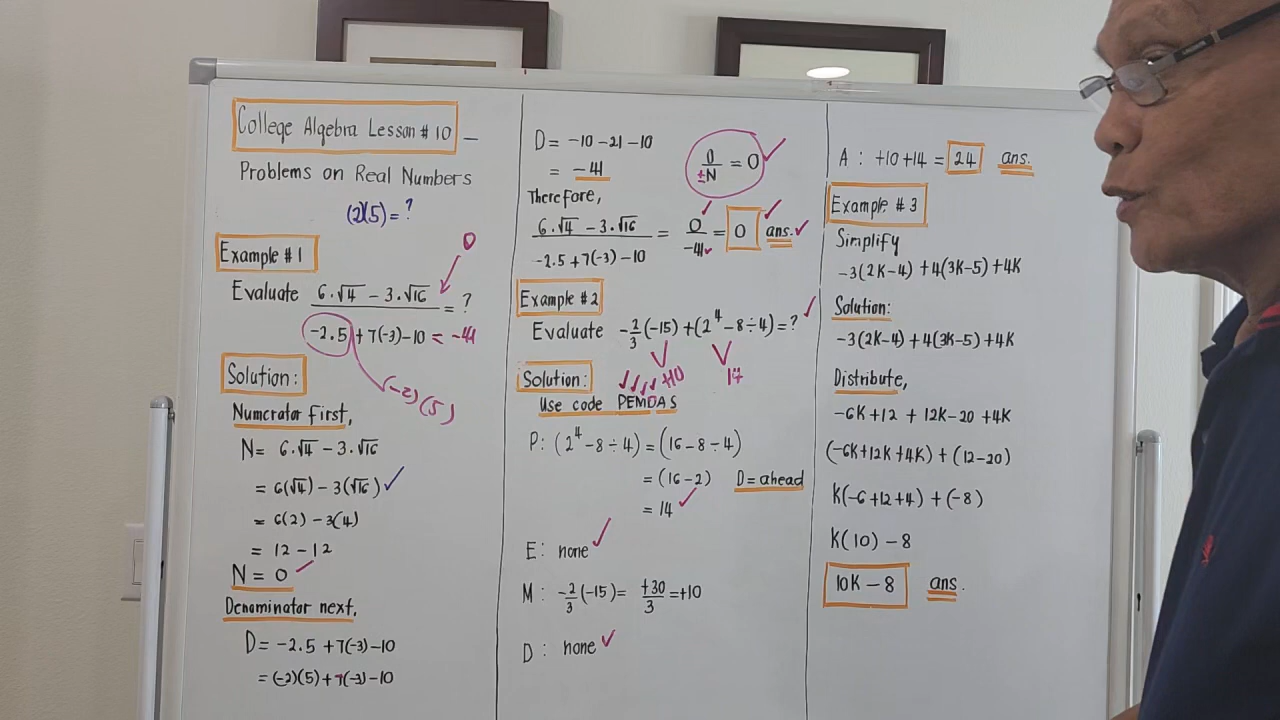 College Algebra Lesson # 10 –
Problems on Real Numbers
(2)(5) = ?
Example # 1
0
Evaluate 6·√4 − 3·√16 = ?
−2·5 + 7(−3) − 10 = −41
(−2)(5)
Solution:
Numerator first,
N = 6·√4 − 3·√16
= 6(√4) − 3(√16) ✓
= 6(2) − 3(4)
= 12 − 12
N = 0 ✓
Denominator next,
D = −2·5 + 7(−3) − 10
= (−2)(5) + 7(−3) − 10
D = −10 − 21 − 10
= −41
0/±N = 0 ✓
Therefore,
6·√4 − 3·√16 = 0 ✓ = 0 ✓ ans. ✓
−2·5 + 7(−3) − 10 −41 ✓
Example # 2
Evaluate −2/3(−15) + (2⁴ − 8 ÷ 4) = ? ✓
+10 14
Solution: ✓ ✓ ✓ ✓
Use code PEMDAS
P: (2⁴ − 8 ÷ 4) = (16 − 8 ÷ 4)
= (16 − 2) D = ahead
= 14 ✓
E: none ✓
M: −2/3(−15) = +30/3 = +10
D: none ✓
A: +10 + 14 = 24 ans.
Example # 3
Simplify
−3(2K−4) + 4(3K−5) + 4K
Solution:
−3(2K−4) + 4(3K−5) + 4K
Distribute,
−6K + 12 + 12K − 20 + 4K
(−6K + 12K + 4K) + (12 − 20)
K(−6 + 12 + 4) + (−8)
K(10) − 8
10K − 8 ans.